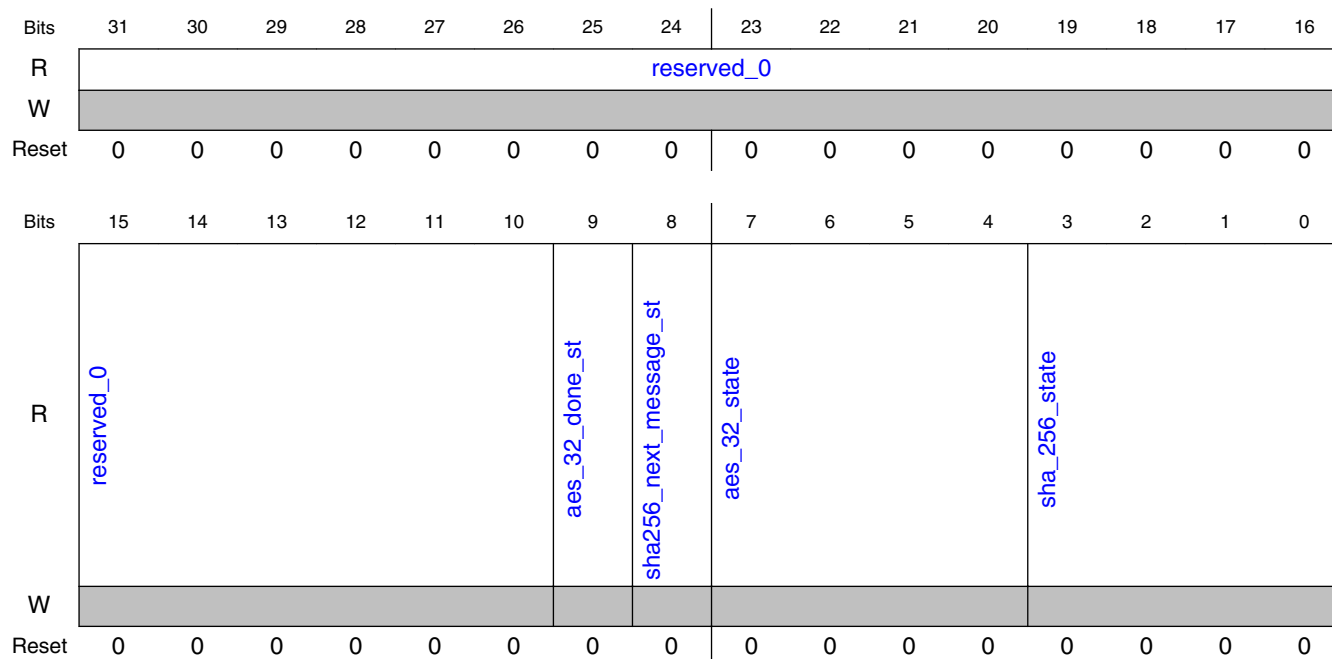 Bits 31 30 29 28 27 26 25 24 23 22 21 20 19 18 17 16
R reserved_0
W
Reset 0 0 0 0 0 0 0 0 0 0 0 0 0 0 0 0
Bits 15 14 13 12 11 10 9 8 7 6 5 4 3 2 1 0
R reserved_0 aes_32_done_st sha256_next_message_st aes_32_state sha_256_state
W
Reset 0 0 0 0 0 0 0 0 0 0 0 0 0 0 0 0